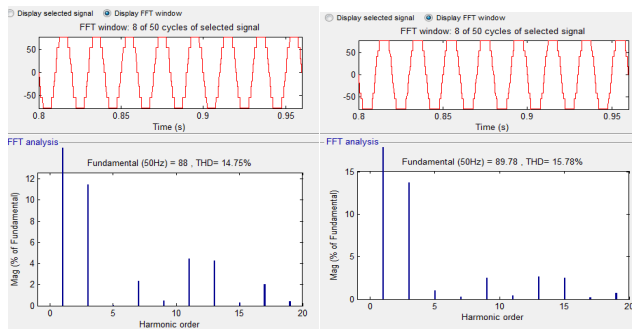 Display selected signal Display FFT window
FFT window: 8 of 50 cycles of selected signal
50
0
-50
0.8 0.85 0.9 0.95
Time (s)
FFT analysis
Fundamental (50Hz) = 88 , THD= 14.75%
Mag (% of Fundamental)
12
10
8
6
4
2
0
0 5 10 15 20
Harmonic order
Display selected signal Display FFT window
FFT window: 8 of 50 cycles of selected signal
50
0
-50
0.8 0.85 0.9 0.95
Time (s)
FFT analysis
Fundamental (50Hz) = 89.78 , THD= 15.78%
Mag (% of Fundamental)
15
10
5
0
0 5 10 15 20
Harmonic order